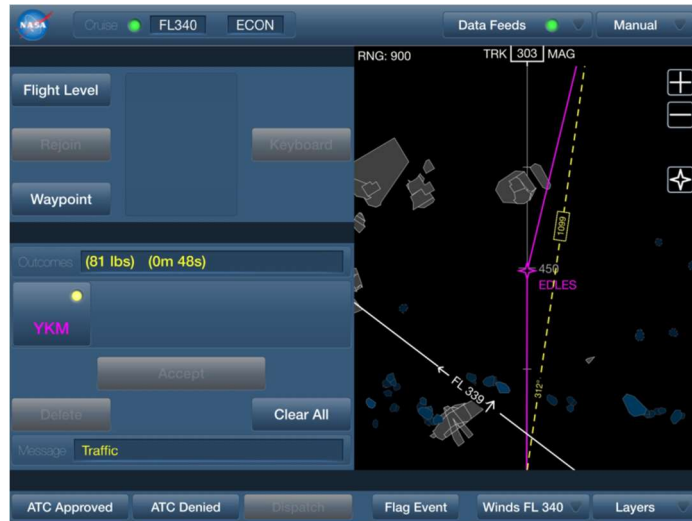 NASA
Cruise FL340 ECON
Data Feeds
Manual
RNG: 900
TRK 303 MAG
Flight Level
Rejoin
Keyboard
Waypoint
1099
450
EDLES
Outcomes (81 lbs) (0m 48s)
YKM
Accept
FL 339
312°
Delete
Clear All
Message Traffic
ATC Approved
ATC Denied
Dispatch
Flag Event
Winds FL 340
Layers